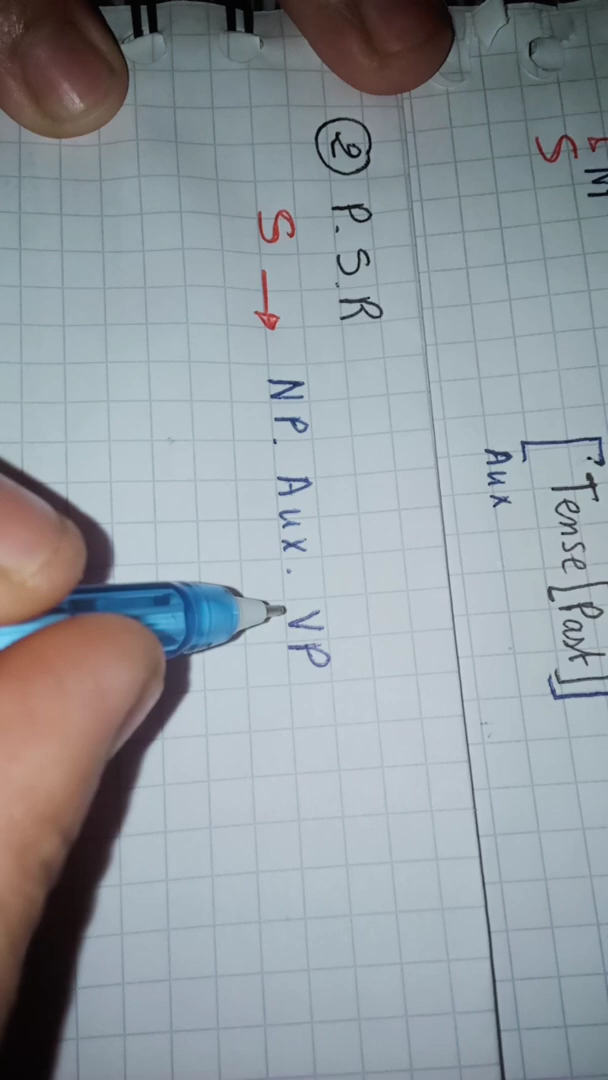 M
S
[Tense[Past]]
Aux
② P.S.R
S → NP. Aux. VP